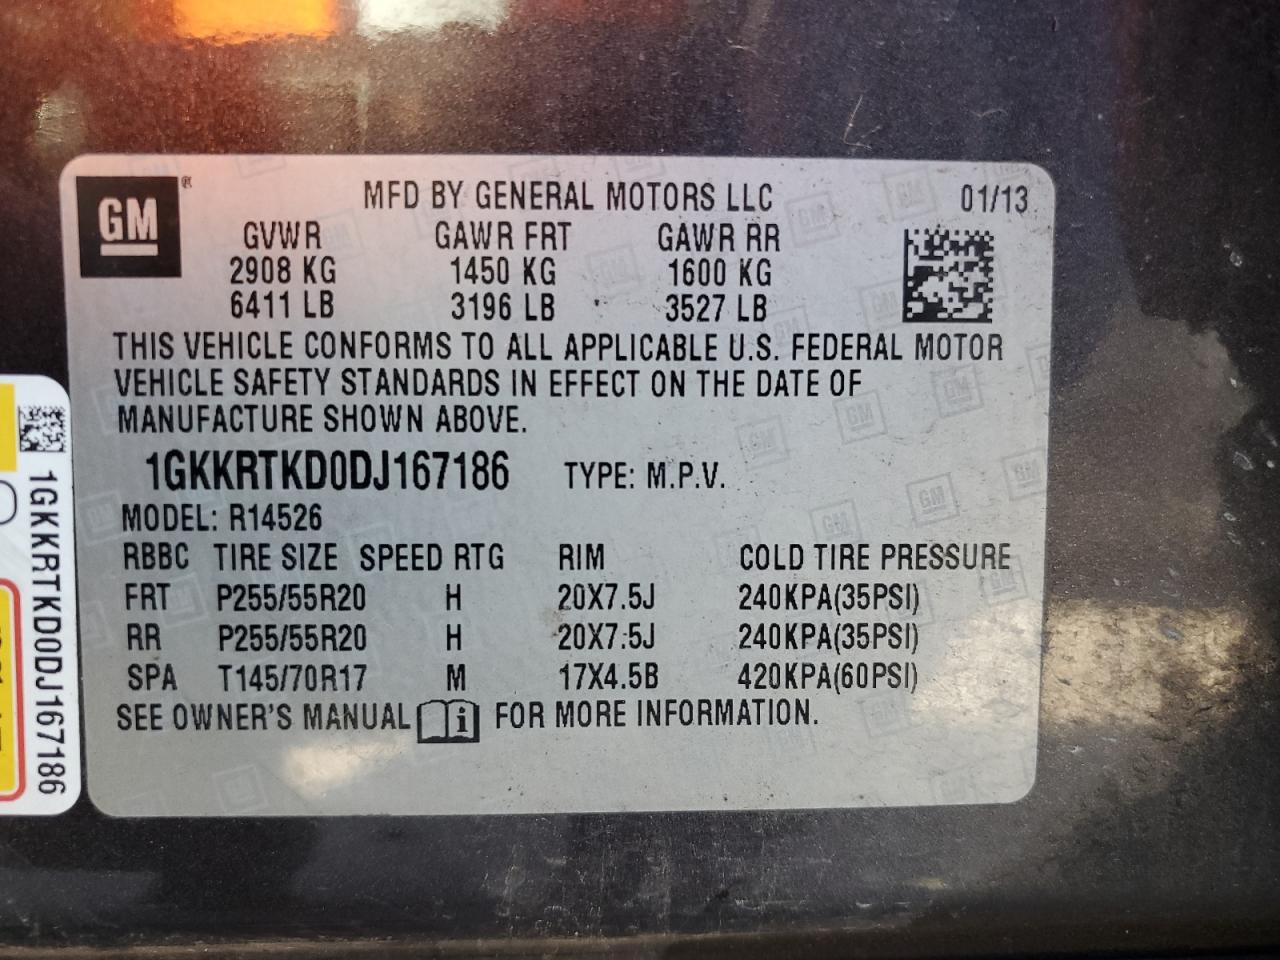 GM®
MFD BY GENERAL MOTORS LLC 01/13
GVWR GAWR FRT GAWR RR
2908 KG 1450 KG 1600 KG
6411 LB 3196 LB 3527 LB
THIS VEHICLE CONFORMS TO ALL APPLICABLE U.S. FEDERAL MOTOR
VEHICLE SAFETY STANDARDS IN EFFECT ON THE DATE OF
MANUFACTURE SHOWN ABOVE.
1GKKRTKD0DJ167186 TYPE: M.P.V.
MODEL: R14526
RBBC TIRE SIZE SPEED RTG RIM COLD TIRE PRESSURE
FRT P255/55R20 H 20X7.5J 240KPA(35PSI)
RR P255/55R20 H 20X7.5J 240KPA(35PSI)
SPA T145/70R17 M 17X4.5B 420KPA(60PSI)
SEE OWNER'S MANUAL i FOR MORE INFORMATION.
1GKKRTKD0DJ167186